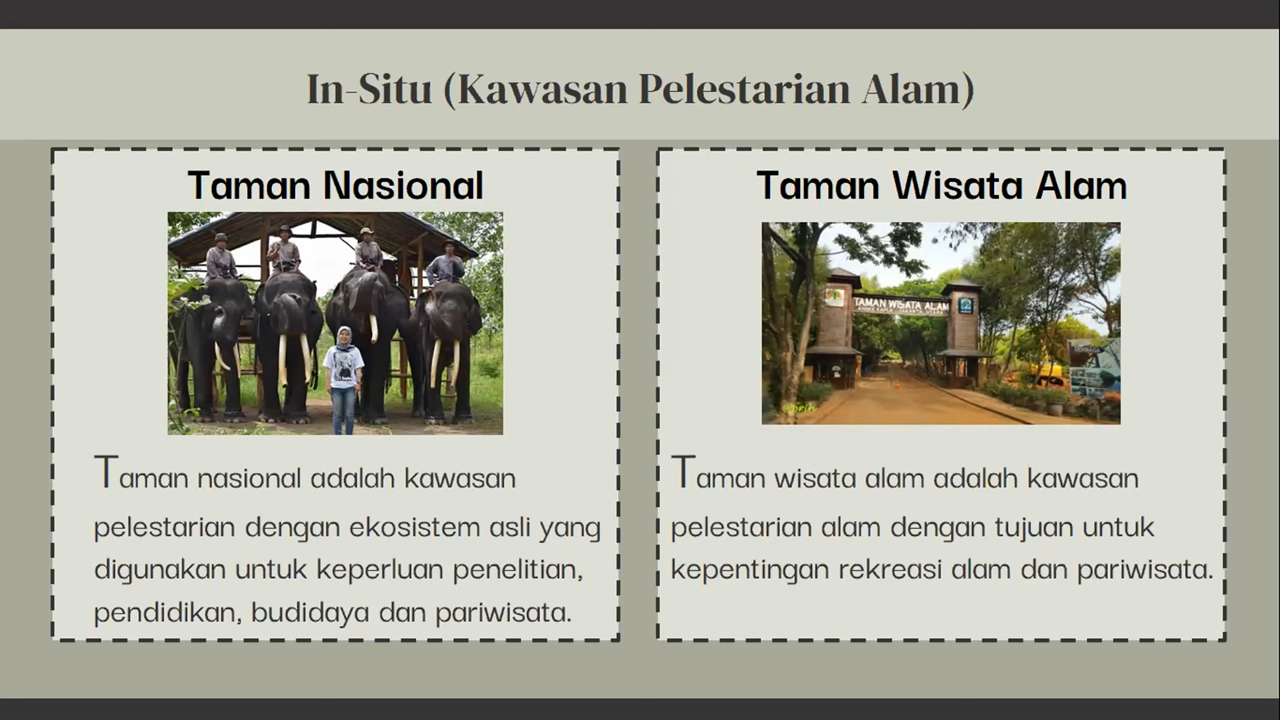 In-Situ (Kawasan Pelestarian Alam)
Taman Nasional
Taman nasional adalah kawasan
pelestarian dengan ekosistem asli yang
digunakan untuk keperluan penelitian,
pendidikan, budidaya dan pariwisata.
Taman Wisata Alam
TAMAN WISATA ALAM
Taman wisata alam adalah kawasan
pelestarian alam dengan tujuan untuk
kepentingan rekreasi alam dan pariwisata.